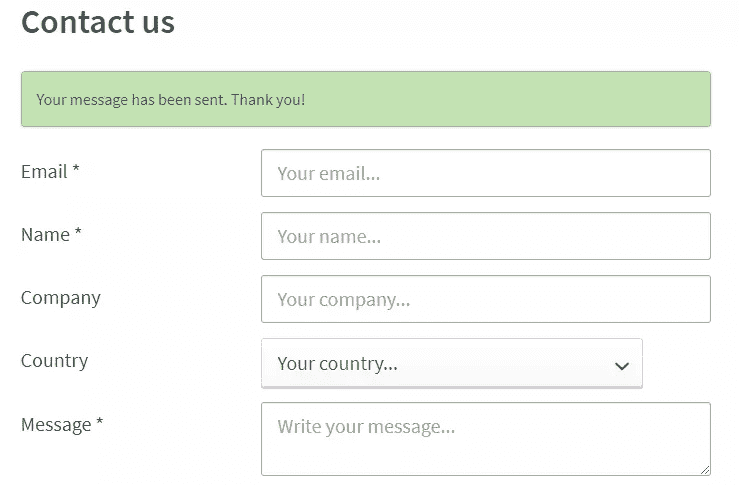 Contact us
Your message has been sent. Thank you!
Email * Your email...
Name * Your name...
Company Your company...
Country Your country...
Message * Write your message...